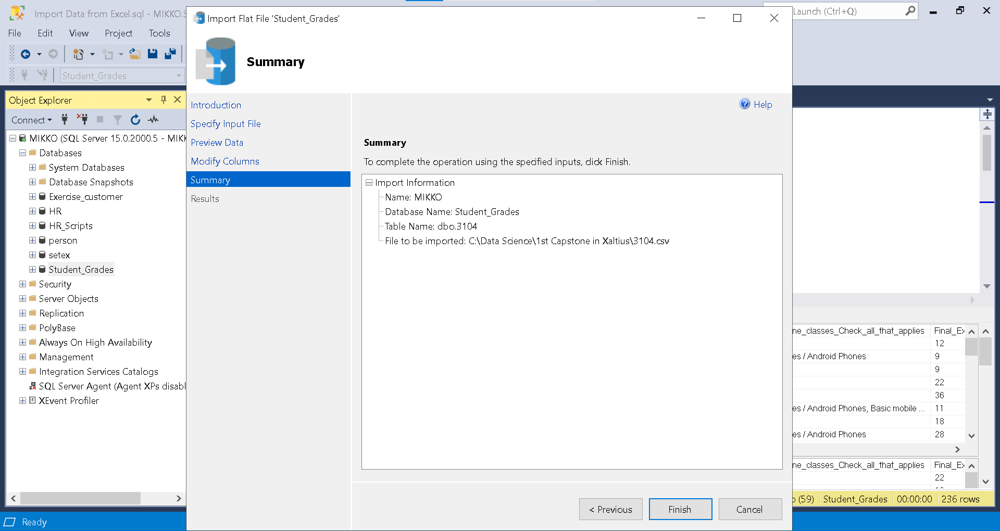 Import Data from Excel.sql - MIKKO.S
Launch (Ctrl+Q)
File Edit View Project Tools
Student_Grades
Object Explorer
Connect
MIKKO (SQL Server 15.0.2000.5 - MIKK
Databases
System Databases
Database Snapshots
Exercise_customer
HR
HR_Scripts
person
setex
Student_Grades
Security
Server Objects
Replication
PolyBase
Always On High Availability
Management
Integration Services Catalogs
SQL Server Agent (Agent XPs disabl
XEvent Profiler
Ready
Import Flat File 'Student_Grades'
Summary
Introduction
Specify Input File
Preview Data
Modify Columns
Summary
Results
Help
Summary
To complete the operation using the specified inputs, click Finish.
Import Information
Name: MIKKO
Database Name: Student_Grades
Table Name: dbo.3104
File to be imported: C:\Data Science\1st Capstone in Xaltius\3104.csv
< Previous
Finish
Cancel
ne_classes_Check_all_that_applies Final_Ex
12
es / Android Phones 9
9
22
36
es / Android Phones, Basic mobile ... 11
18
es / Android Phones 28
ne_classes_Check_all_that_applies Final_Ex
22
(59) Student_Grades 00:00:00 236 rows